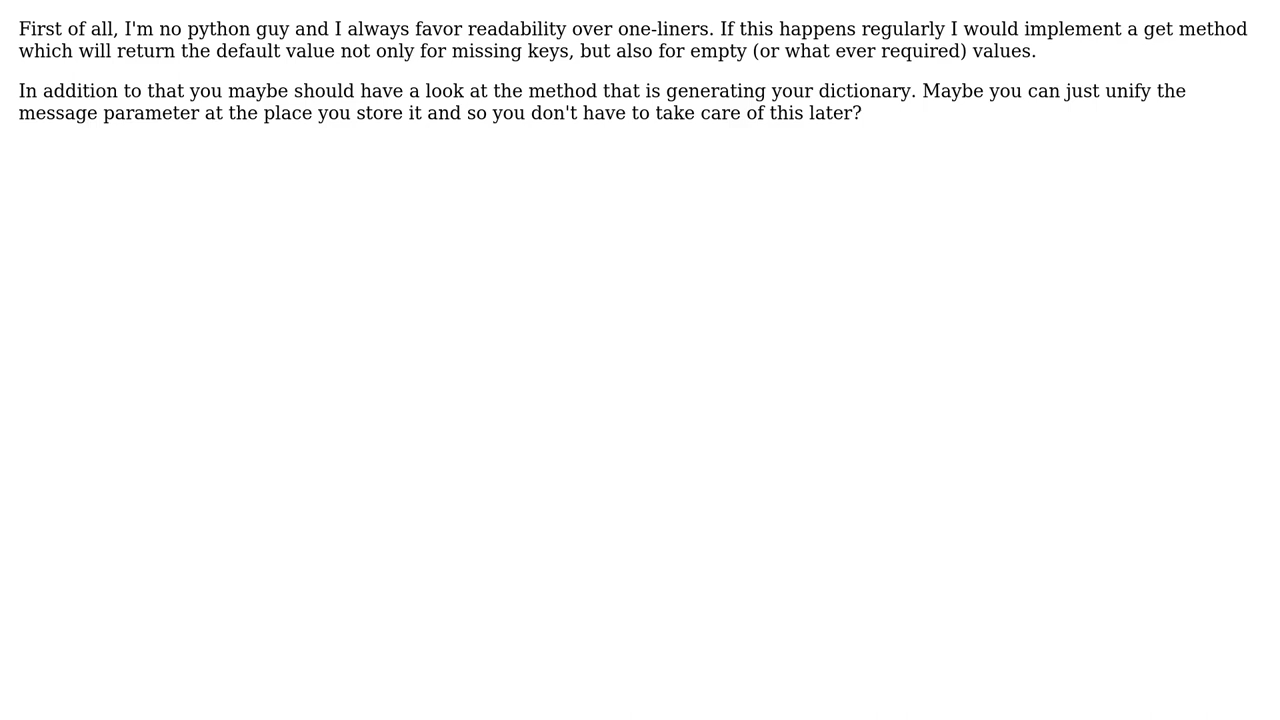 First of all, I'm no python guy and I always favor readability over one-liners. If this happens regularly I would implement a get method
which will return the default value not only for missing keys, but also for empty (or what ever required) values.
In addition to that you maybe should have a look at the method that is generating your dictionary. Maybe you can just unify the
message parameter at the place you store it and so you don't have to take care of this later?